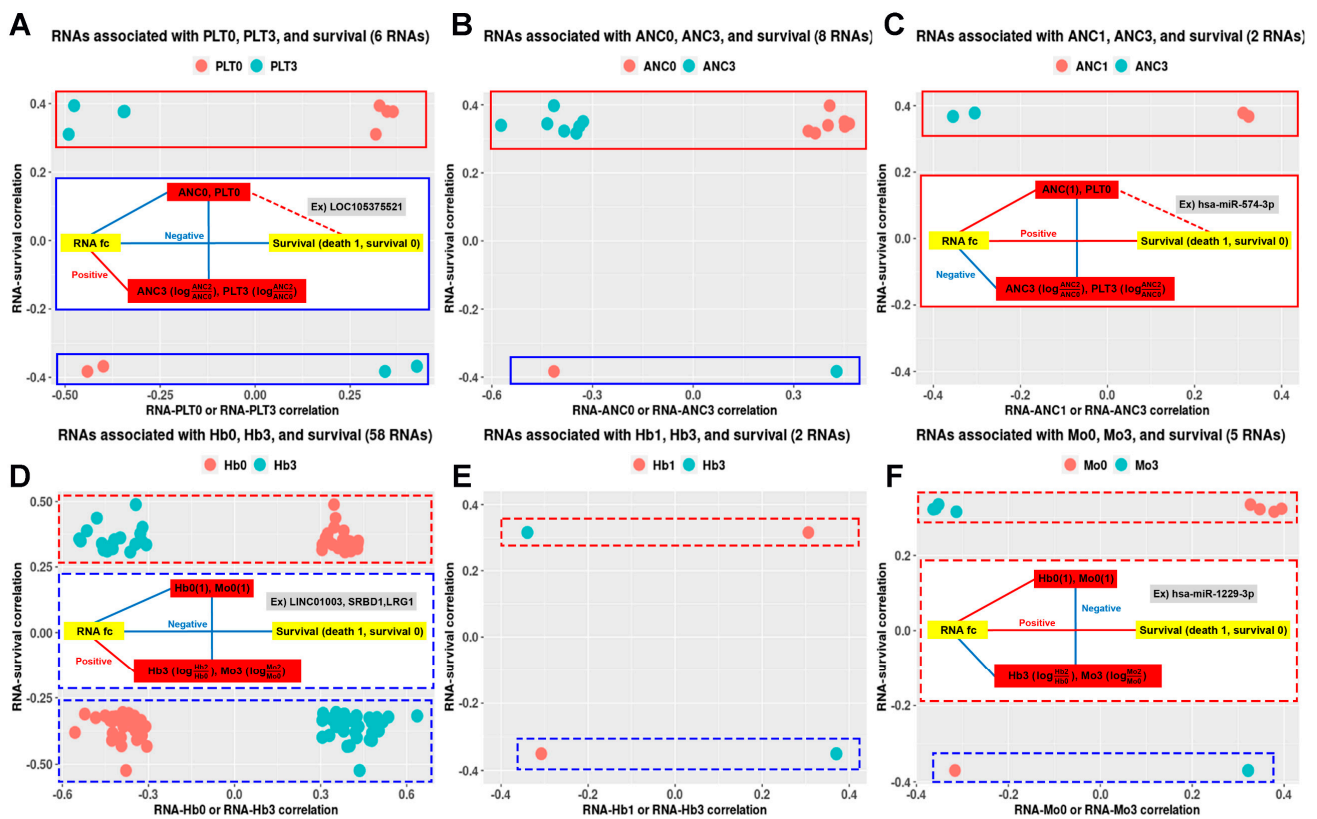 A
RNAs associated with PLT0, PLT3, and survival (6 RNAs)
PLT0 PLT3
RNA-survival correlation
0.4
0.2
0.0
-0.2
-0.4
ANC0, PLT0
Ex) LOC105375521
RNA fc
Negative
Survival (death 1, survival 0)
Positive
ANC3 (log ANC2/ANC0), PLT3 (log ANC2/ANC0)
-0.50 -0.25 0.00 0.25
RNA-PLT0 or RNA-PLT3 correlation
B
RNAs associated with ANC0, ANC3, and survival (8 RNAs)
ANC0 ANC3
RNA-survival correlation
0.4
0.2
0.0
-0.2
-0.4
-0.6 -0.3 0.0 0.3
RNA-ANC0 or RNA-ANC3 correlation
C
RNAs associated with ANC1, ANC3, and survival (2 RNAs)
ANC1 ANC3
RNA-survival correlation
0.4
0.2
0.0
-0.2
-0.4
ANC(1), PLT0
Ex) hsa-miR-574-3p
RNA fc
Positive
Survival (death 1, survival 0)
Negative
ANC3 (log ANC2/ANC0), PLT3 (log ANC2/ANC0)
-0.4 -0.2 0.0 0.2 0.4
RNA-ANC1 or RNA-ANC3 correlation
D
RNAs associated with Hb0, Hb3, and survival (58 RNAs)
Hb0 Hb3
RNA-survival correlation
0.50
0.25
0.00
-0.25
-0.50
Hb0(1), Mo0(1)
Ex) LINC01003, SRBD1,LRG1
RNA fc
Negative
Survival (death 1, survival 0)
Positive
Hb3 (log Hb2/Hb0), Mo3 (log Mo2/Mo0)
-0.6 -0.3 0.0 0.3 0.6
RNA-Hb0 or RNA-Hb3 correlation
E
RNAs associated with Hb1, Hb3, and survival (2 RNAs)
Hb1 Hb3
RNA-survival correlation
0.4
0.2
0.0
-0.2
-0.4
-0.4 -0.2 0.0 0.2 0.4
RNA-Hb1 or RNA-Hb3 correlation
F
RNAs associated with Mo0, Mo3, and survival (5 RNAs)
Mo0 Mo3
RNA-survival correlation
0.2
0.0
-0.2
-0.4
Hb0(1), Mo0(1)
Ex) hsa-miR-1229-3p
Negative
RNA fc
Positive
Survival (death 1, survival 0)
Hb3 (log Hb2/Hb0), Mo3 (log Mo2/Mo0)
-0.4 -0.2 0.0 0.2 0.4
RNA-Mo0 or RNA-Mo3 correlation